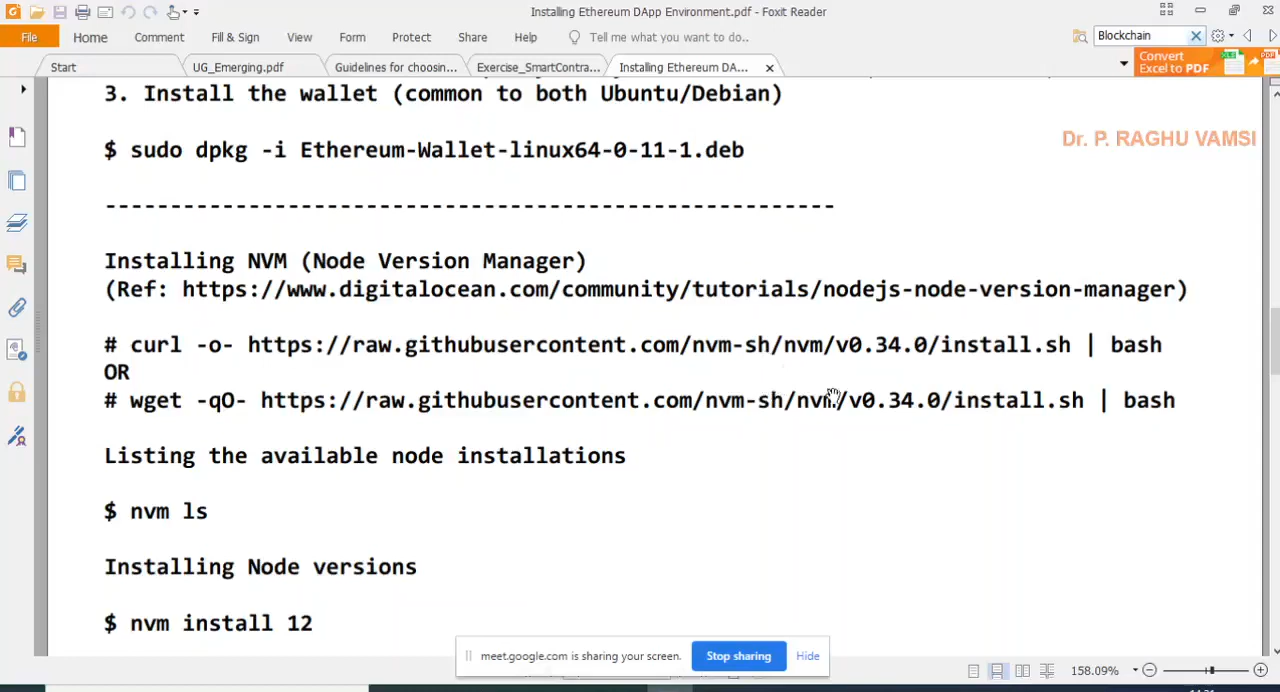 Installing Ethereum DApp Environment.pdf - Foxit Reader
File Home Comment Fill & Sign View Form Protect Share Help Tell me what you want to do.. Blockchain
Start UG_Emerging.pdf Guidelines for choosin... Exercise_SmartContra... Installing Ethereum DA...
Convert
Excel to PDF
3. Install the wallet (common to both Ubuntu/Debian)
Dr. P. RAGHU VAMSI
$ sudo dpkg -i Ethereum-Wallet-linux64-0-11-1.deb
--------------------------------------------------------
Installing NVM (Node Version Manager)
(Ref: https://www.digitalocean.com/community/tutorials/nodejs-node-version-manager)
# curl -o- https://raw.githubusercontent.com/nvm-sh/nvm/v0.34.0/install.sh | bash
OR
# wget -qO- https://raw.githubusercontent.com/nvm-sh/nvm/v0.34.0/install.sh | bash
Listing the available node installations
$ nvm ls
Installing Node versions
$ nvm install 12
meet.google.com is sharing your screen. Stop sharing Hide
158.09%